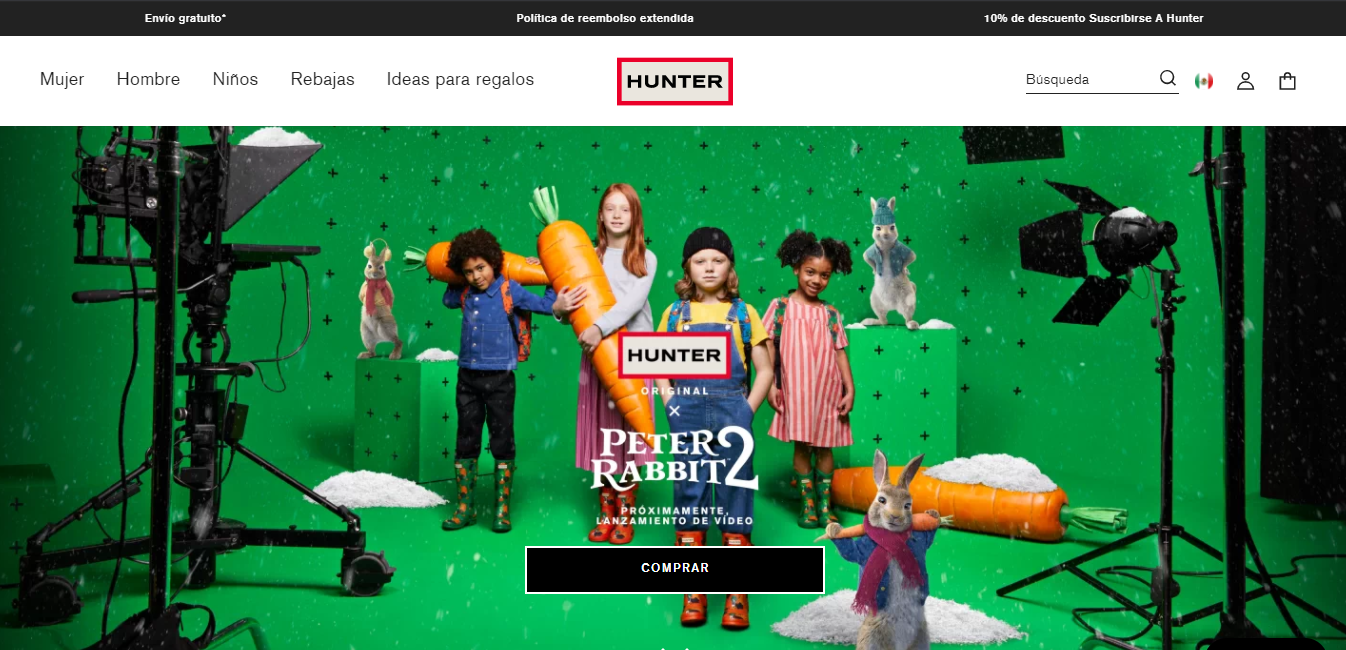 Envío gratuito*
Política de reembolso extendida
10% de descuento Suscribirse A Hunter
Mujer
Hombre
Niños
Rebajas
Ideas para regalos
HUNTER
Búsqueda
HUNTER
ORIGINAL
×
PETER
RABBIT 2
PRÓXIMAMENTE,
LANZAMIENTO DE VÍDEO
COMPRAR